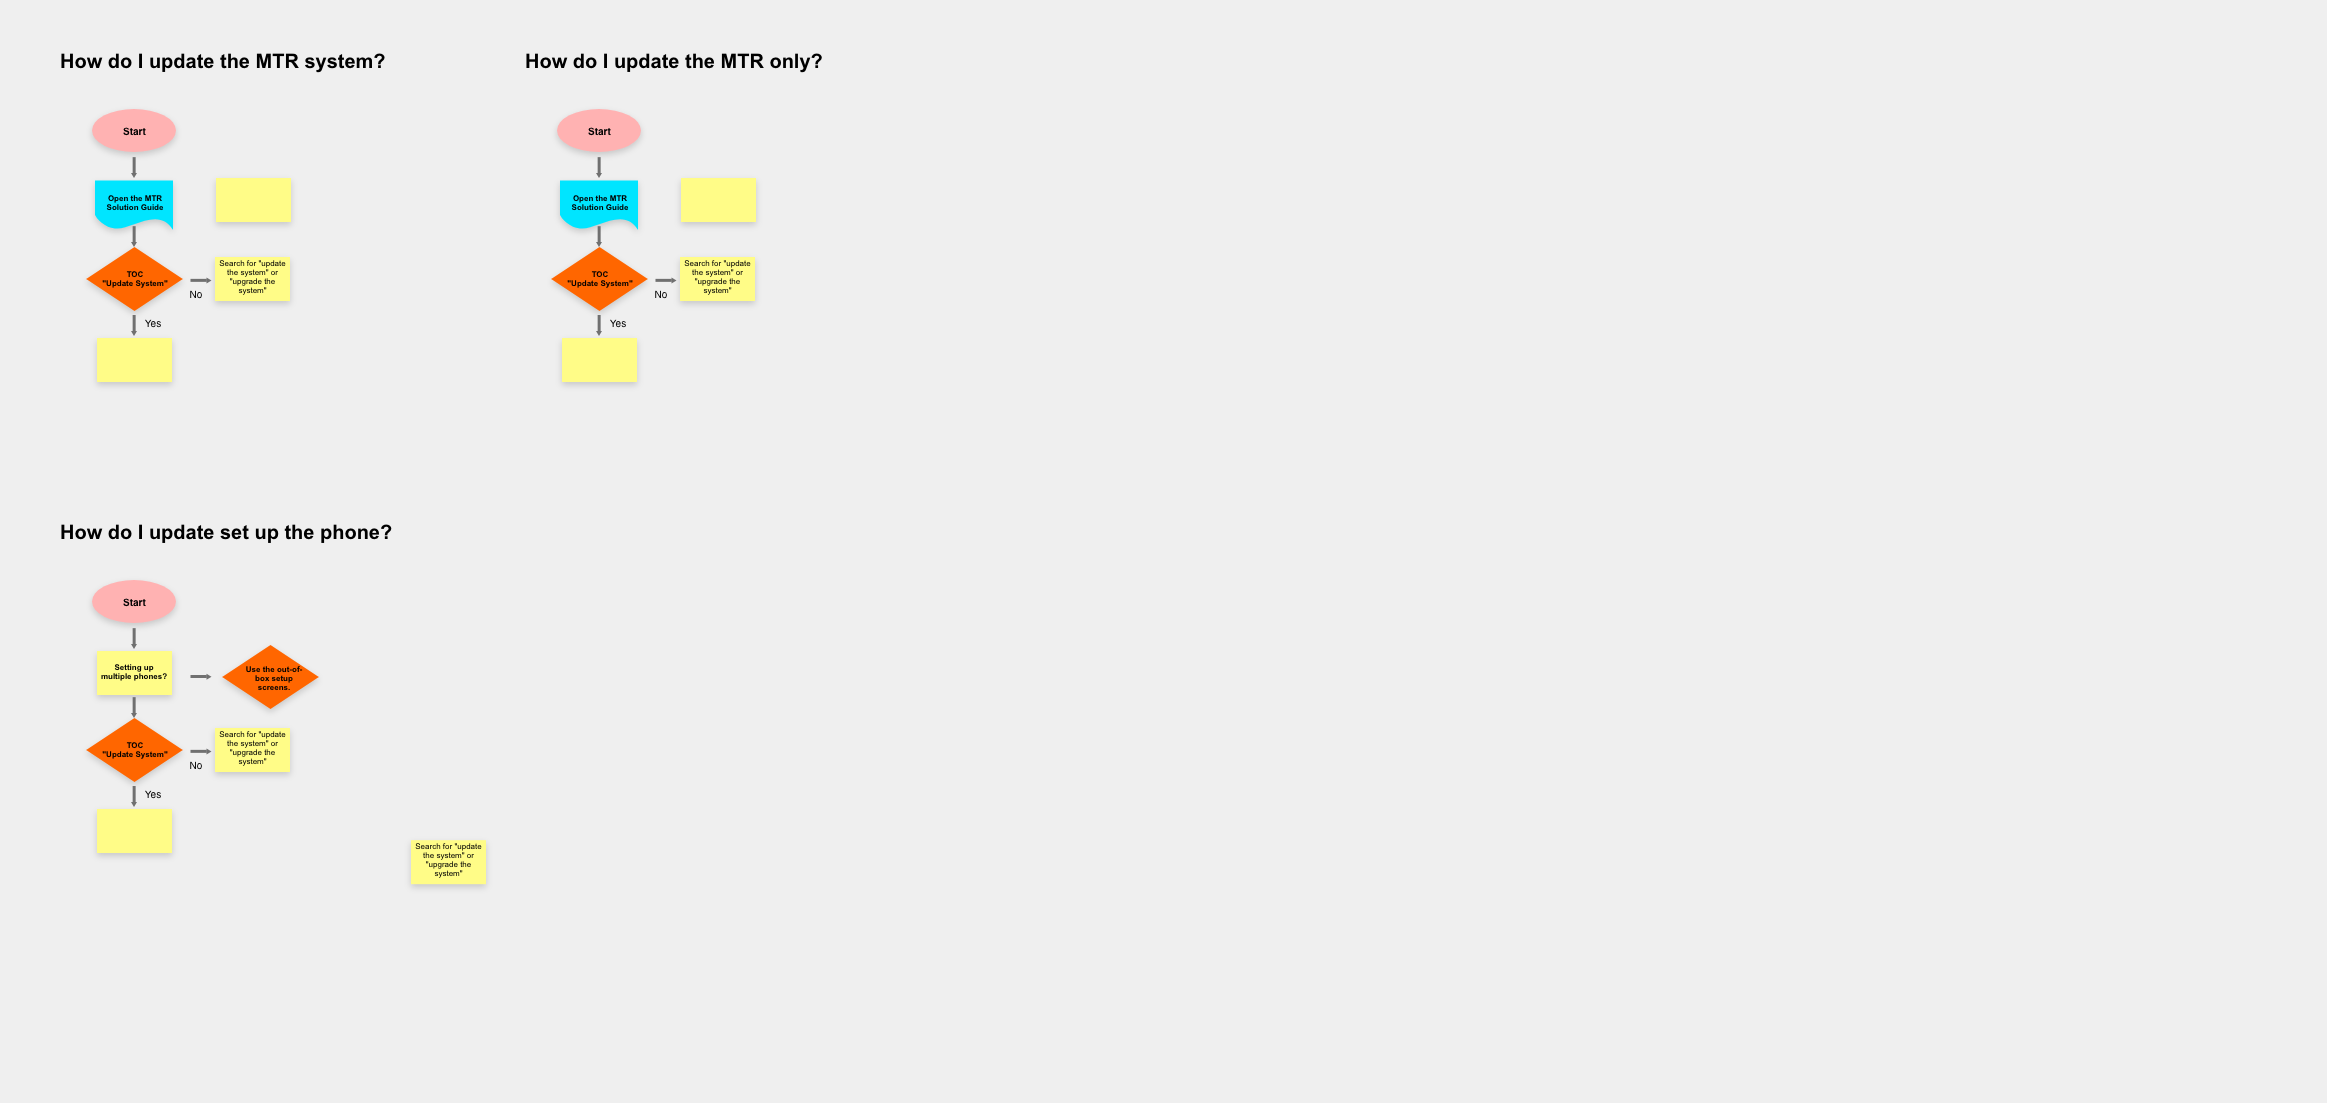 How do I update the MTR system?
Start
Open the MTR
Solution Guide
TOC
"Update System"
No
Search for "update
the system" or
"upgrade the
system"
Yes
How do I update the MTR only?
Start
Open the MTR
Solution Guide
TOC
"Update System"
No
Search for "update
the system" or
"upgrade the
system"
Yes
How do I update set up the phone?
Start
Setting up
multiple phones?
Use the out-of-
box setup
screens.
TOC
"Update System"
No
Search for "update
the system" or
"upgrade the
system"
Yes
Search for "update
the system" or
"upgrade the
system"